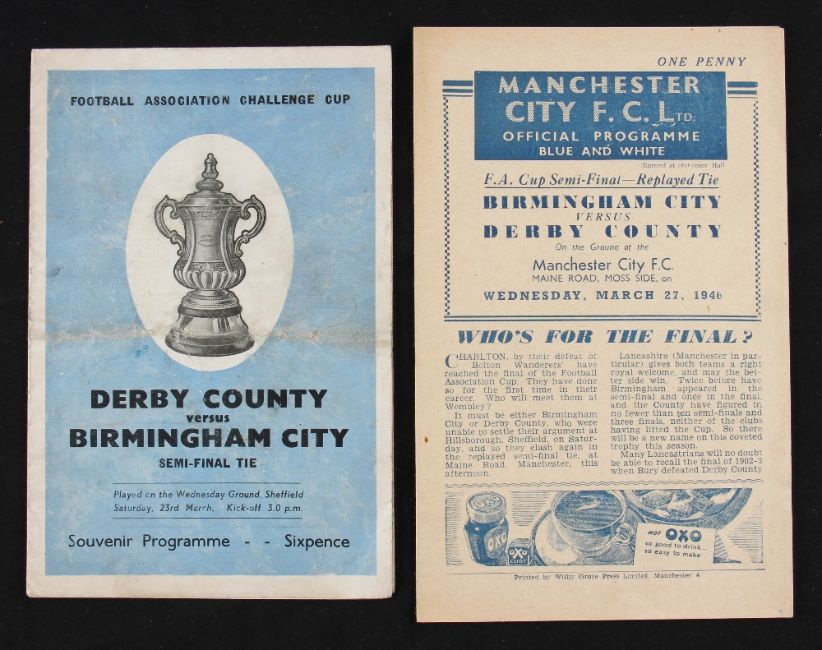 FOOTBALL ASSOCIATION CHALLENGE CUP
DERBY COUNTY
versus
BIRMINGHAM CITY
SEMI-FINAL TIE
Played on the Wednesday Ground, Sheffield
Saturday, 23rd March, Kick-off 3.0 p.m.
Souvenir Programme - - Sixpence
ONE PENNY
MANCHESTER
CITY F. C. LTD.
OFFICIAL PROGRAMME
BLUE AND WHITE
(Entered at Stationers' Hall
F.A. Cup Semi-Final—Replayed Tie
BIRMINGHAM CITY
VERSUS
DERBY COUNTY
On the Ground of the
Manchester City F.C.
MAINE ROAD, MOSS SIDE, on
WEDNESDAY, MARCH 27, 1946
WHO'S FOR THE FINAL?
CHARLTON, by their defeat of
Bolton Wanderers' have
reached the final of the Football
Association Cup. They have done
so for the first time in their
career. Who will meet them at
Wembley?
It must be either Birmingham
City or Derby County, who were
unable to settle their argument at
Hillsborough, Sheffield, on Satur-
day, and so they clash again in
the replayed semi-final tie, at
Maine Road Manchester, this
afternoon.
Lancashire (Manchester in par-
ticular) gives both teams a right
royal welcome, and may the bet-
ter side win. Twice before have
Birmingham appeared in the
semi-final and once in the final,
and the County have figured in
no fewer than ten semi-finals and
three finals, neither of the clubs
having lifted the Cup. So there
will be a new name on this coveted
trophy this season.
Many Lancastrians will no doubt
be able to recall the final of 1902-3
when Bury defeated Derby County
OXO
OXO
CUBE
HOT OXO
so good to drink...
so easy to make
Printed by Withy Grove Press Limited, Manchester 4